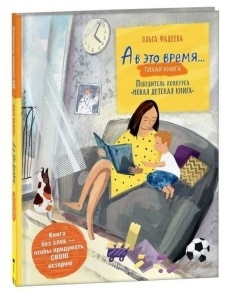 Ольга Фадеева
А в это время...
тихая книга
Победитель конкурса
«Новая детская книга»
Книга
без слов —
чтобы придумать
СВОЮ
историю